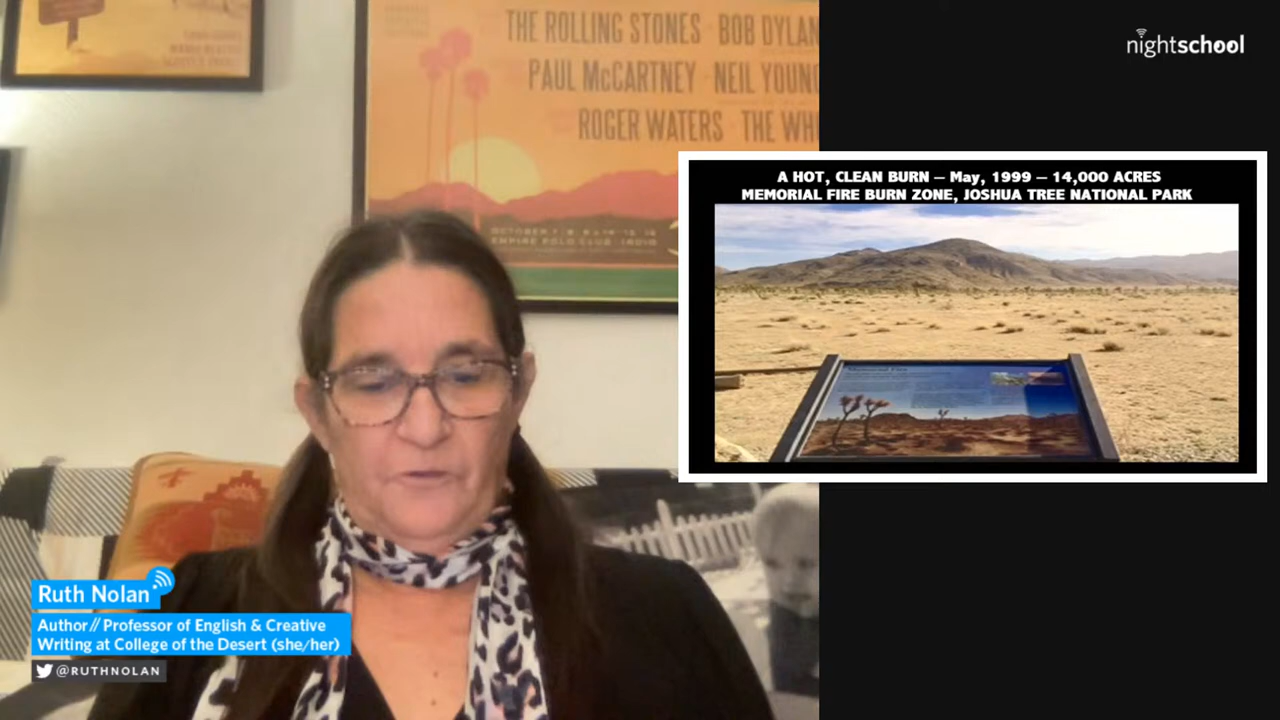 THE ROLLING STONES · BOB DYLAN
PAUL McCARTNEY · NEIL YOUNG
ROGER WATERS · THE WHO
EMPIRE POLO CLUB
nightschool
A HOT, CLEAN BURN — May, 1999 — 14,000 ACRES
MEMORIAL FIRE BURN ZONE, JOSHUA TREE NATIONAL PARK
Memorial Fire
Ruth Nolan
Author // Professor of English & Creative
Writing at College of the Desert (she/her)
@RUTHNOLAN